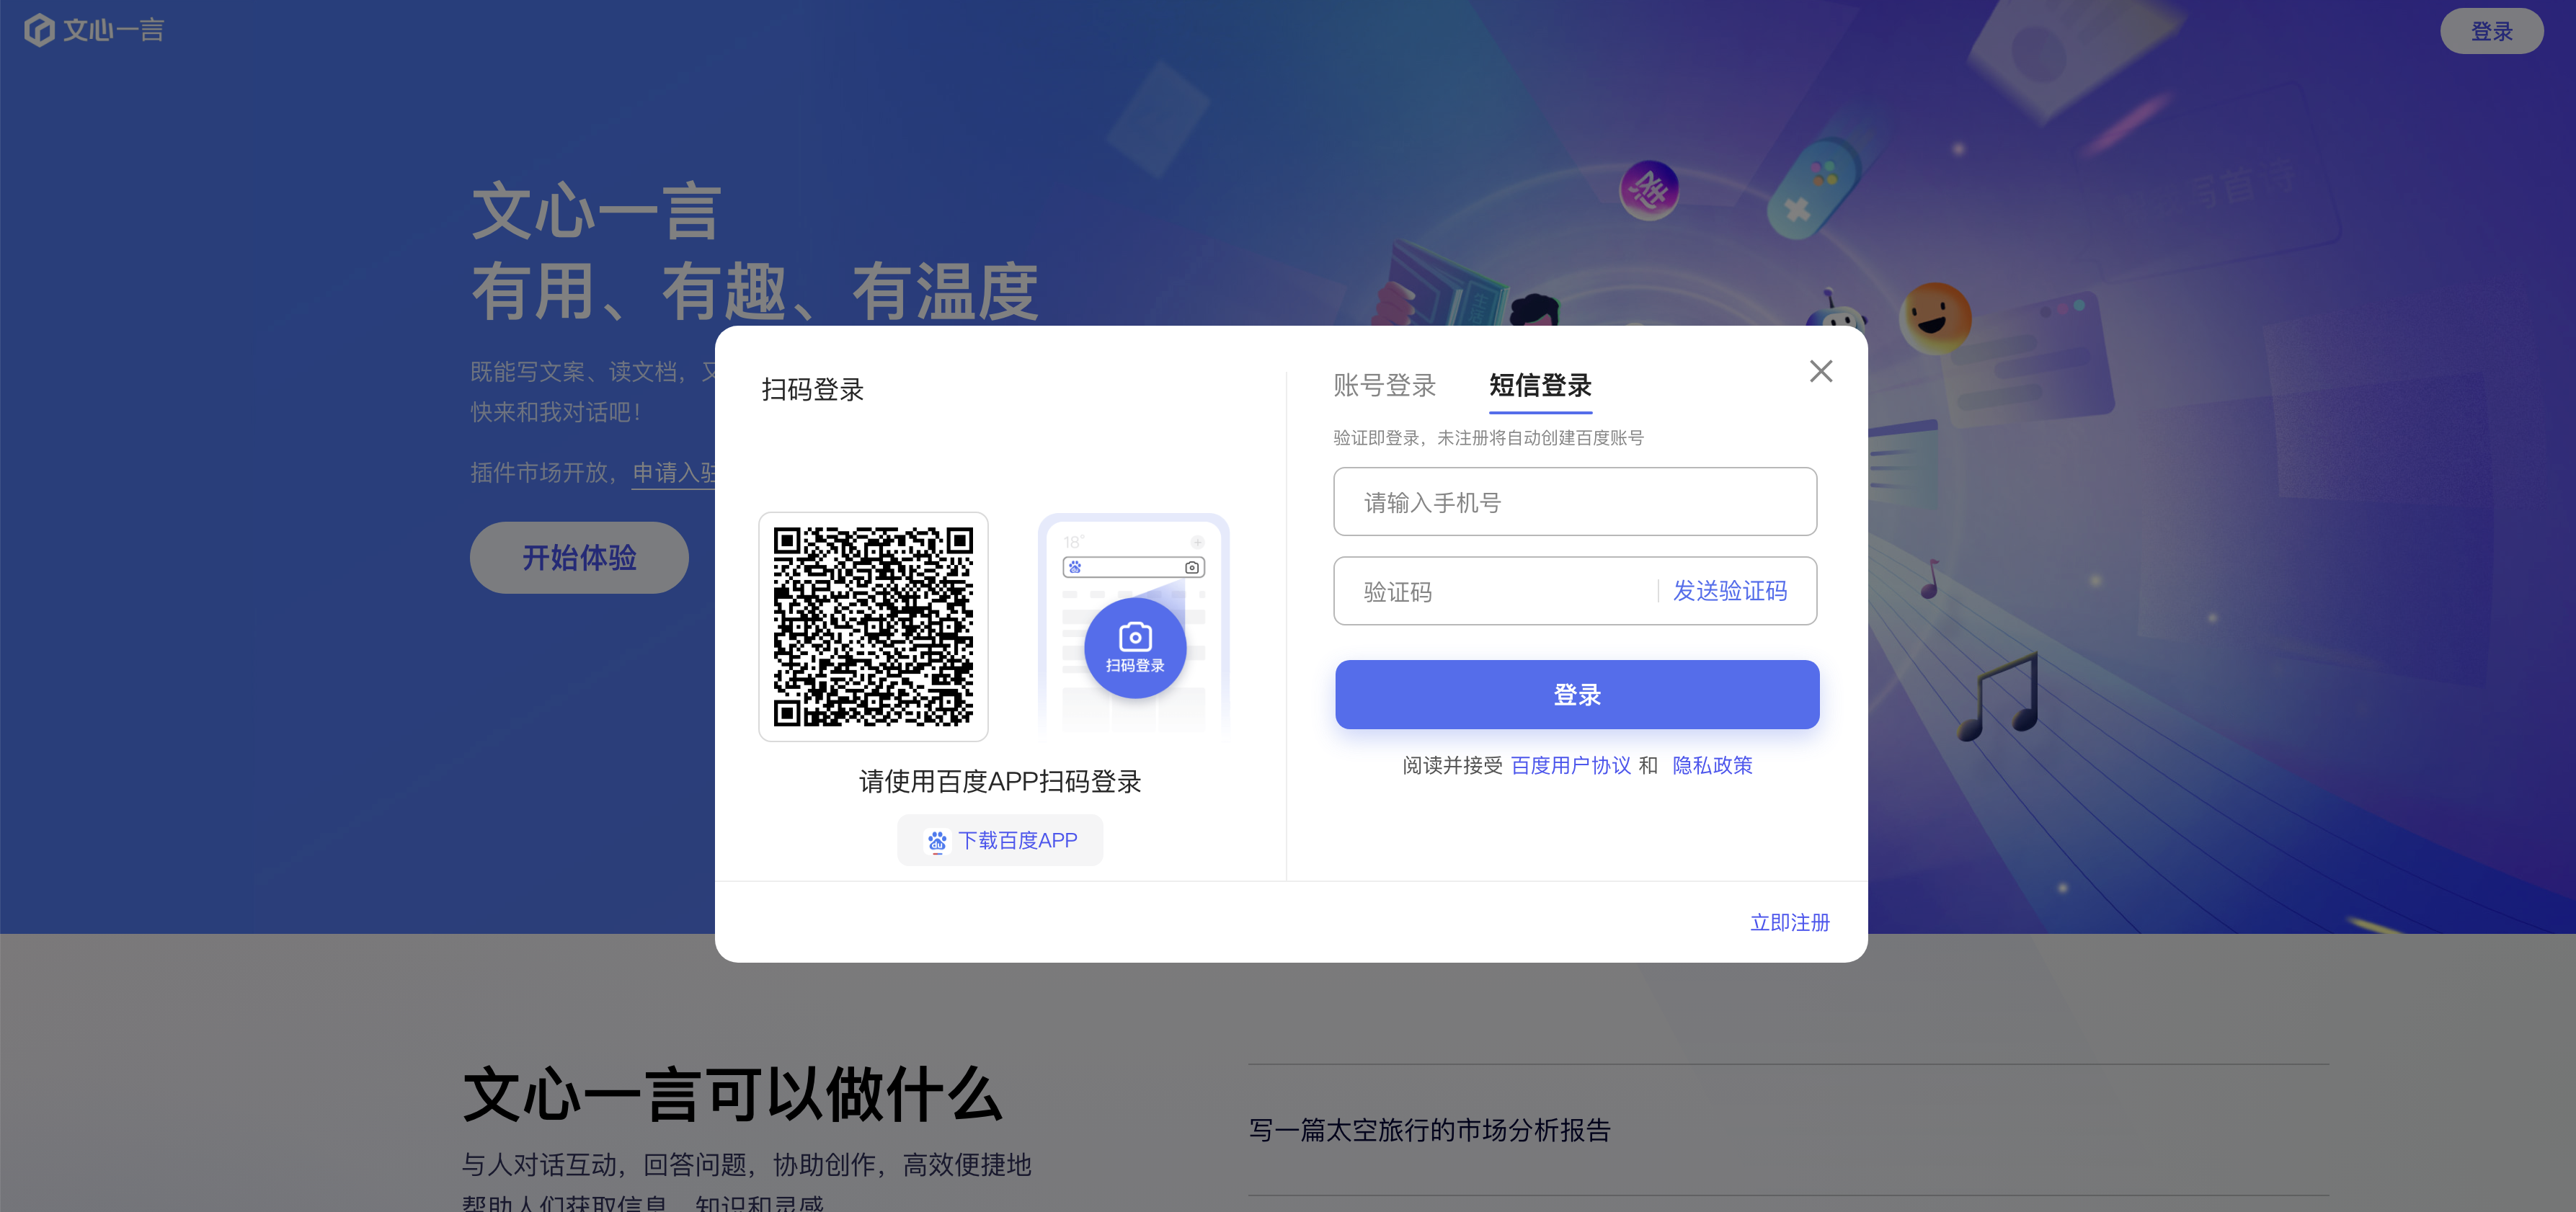 文心一言
登录
文心一言
有用、有趣、有温度
既能写文案、读文档，又
快来和我对话吧！
插件市场开放，申请入驻
开始体验
扫码登录
18°
扫码登录
请使用百度APP扫码登录
下载百度APP
账号登录 短信登录
验证即登录，未注册将自动创建百度账号
请输入手机号
验证码 发送验证码
登录
阅读并接受 百度用户协议 和 隐私政策
立即注册
文心一言可以做什么
与人对话互动，回答问题，协助创作，高效便捷地
帮助人们获取信息、知识和灵感
写一篇太空旅行的市场分析报告